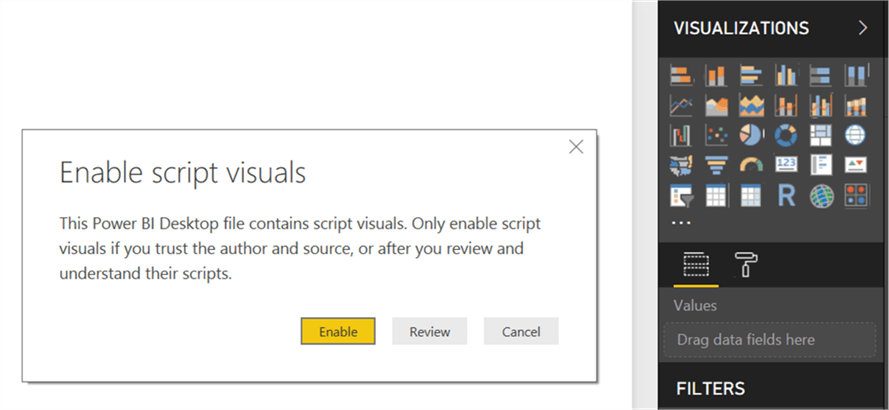 Enable script visuals
This Power BI Desktop file contains script visuals. Only enable script
visuals if you trust the author and source, or after you review and
understand their scripts.
Enable
Review
Cancel
VISUALIZATIONS
123
R
...
Values
Drag data fields here
FILTERS